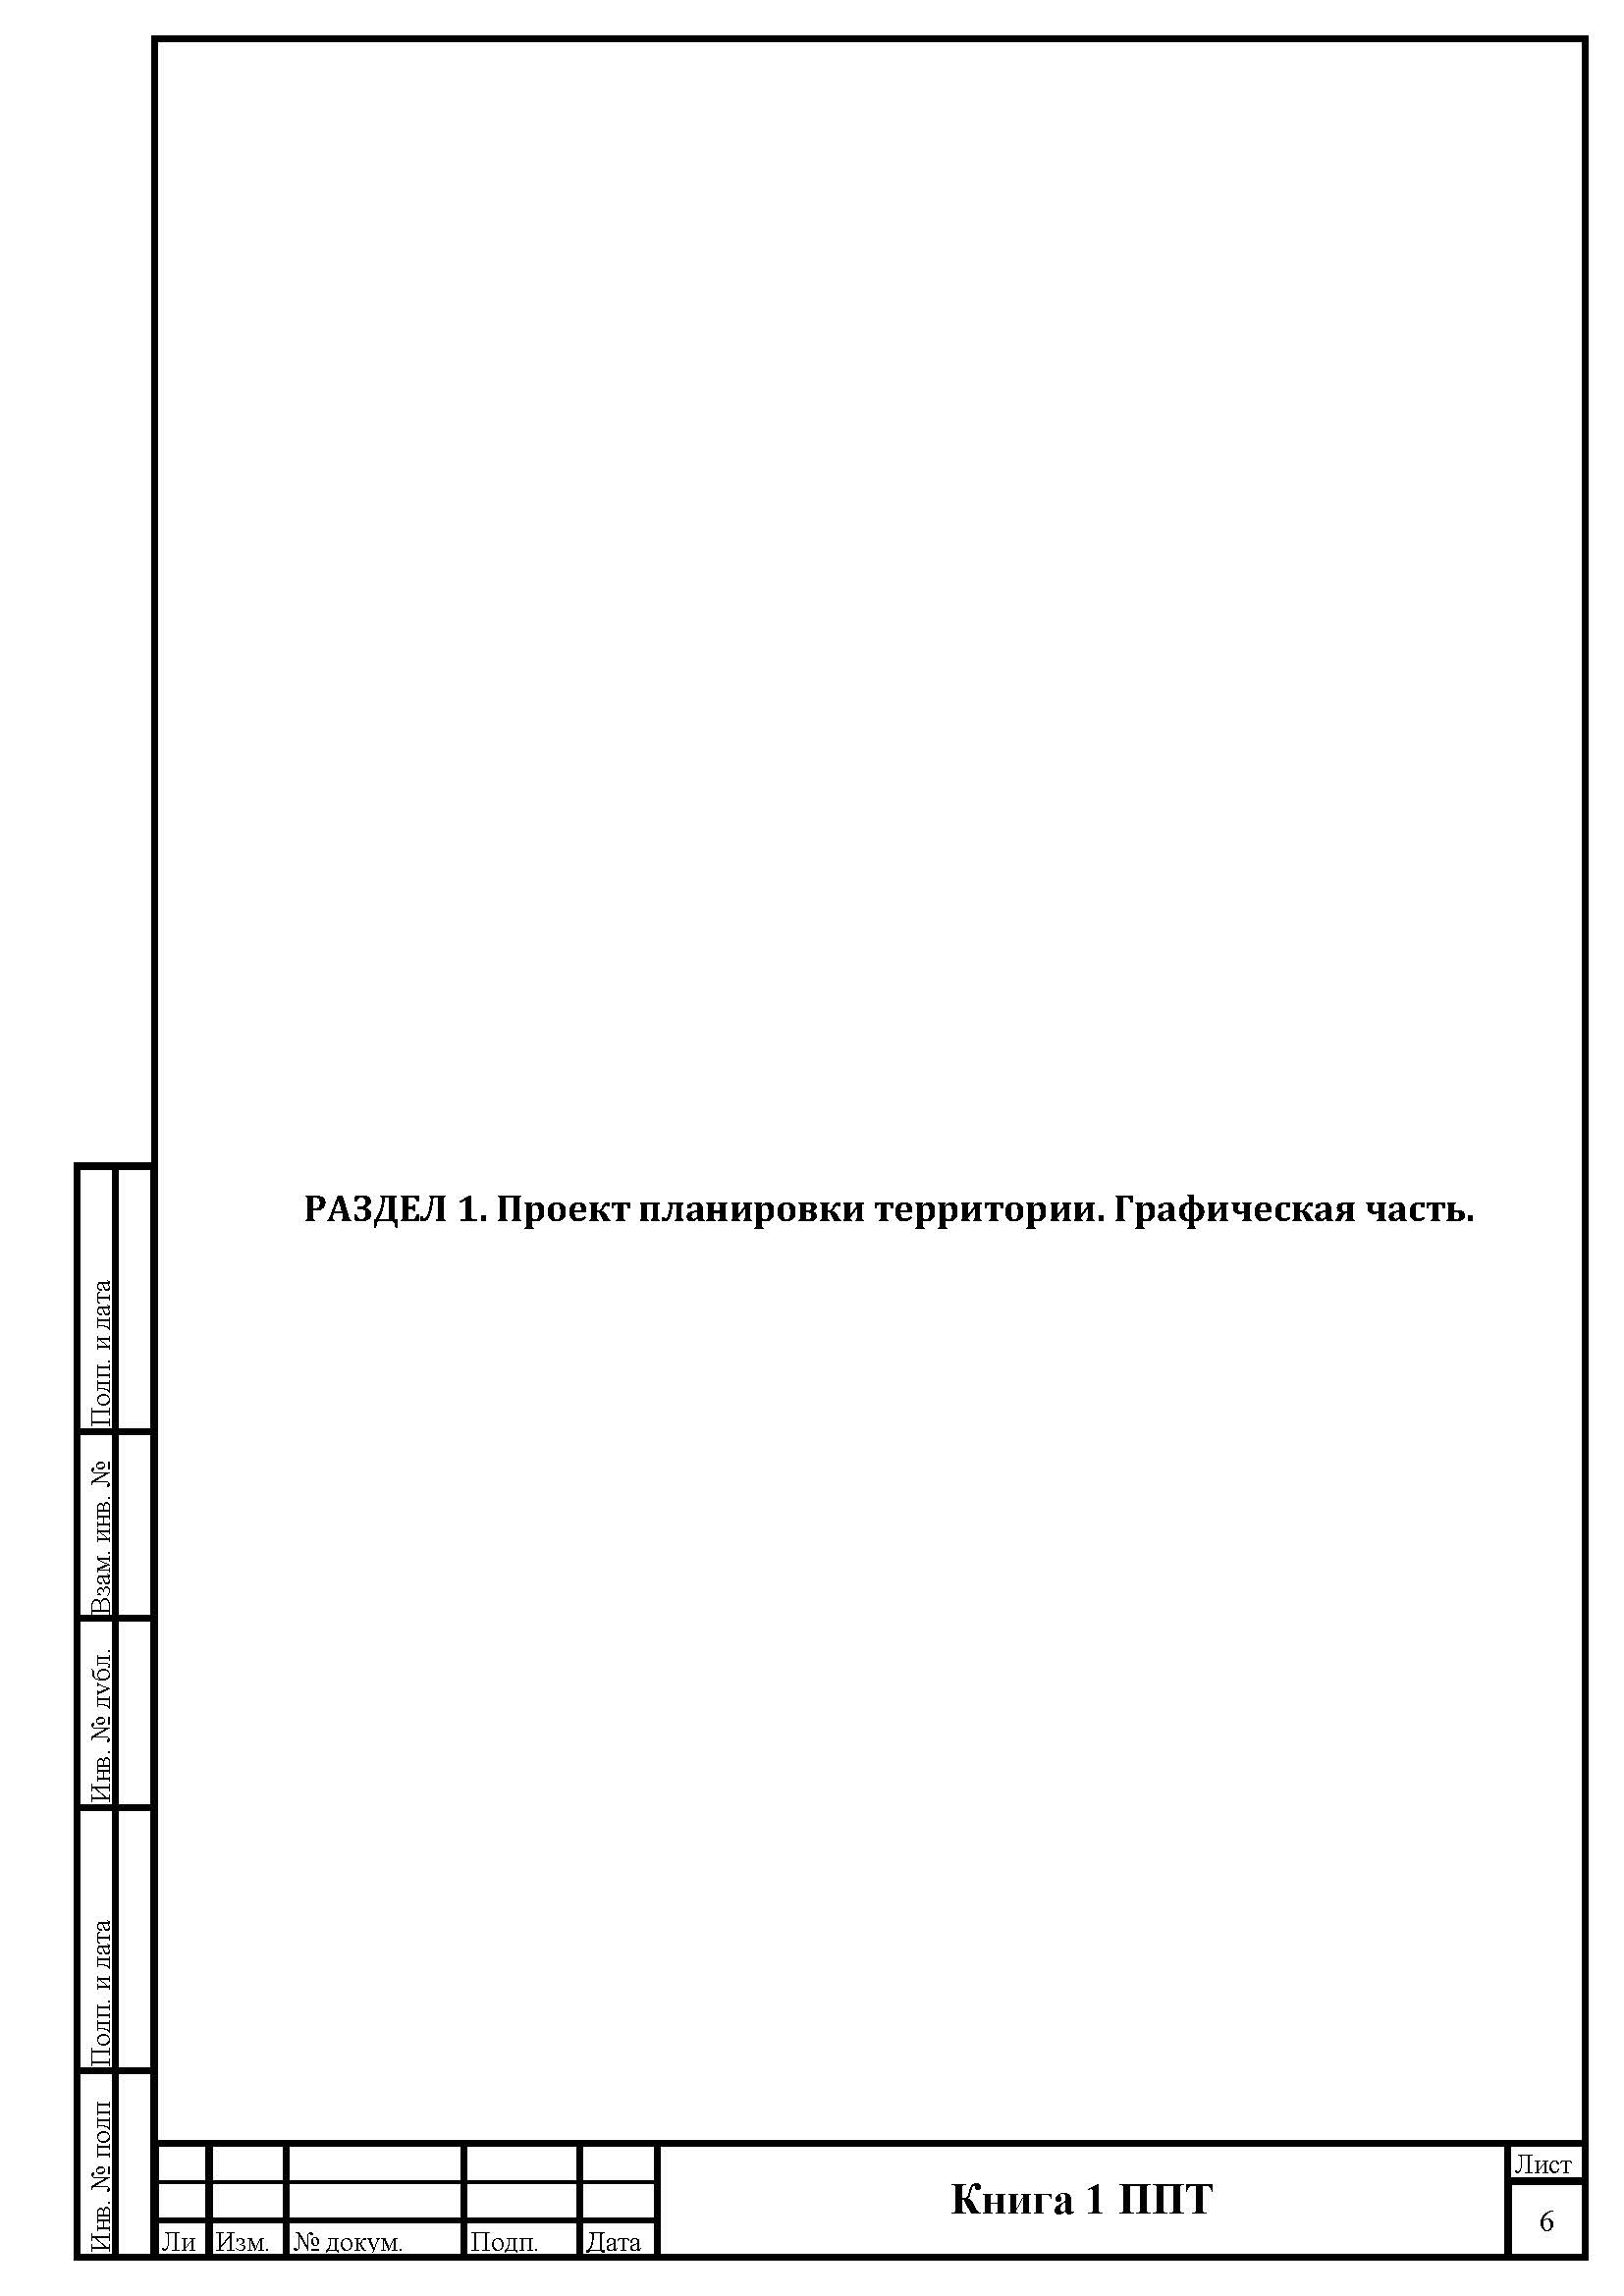 РАЗДЕЛ 1. Проект планировки территории. Графическая часть.
Подп. и дата
Взам. инв. №
Инв. № дубл.
Подп. и дата
Инв. № подп
Ли Изм. № докум. Подп. Дата
Книга 1 ППТ
Лист
6